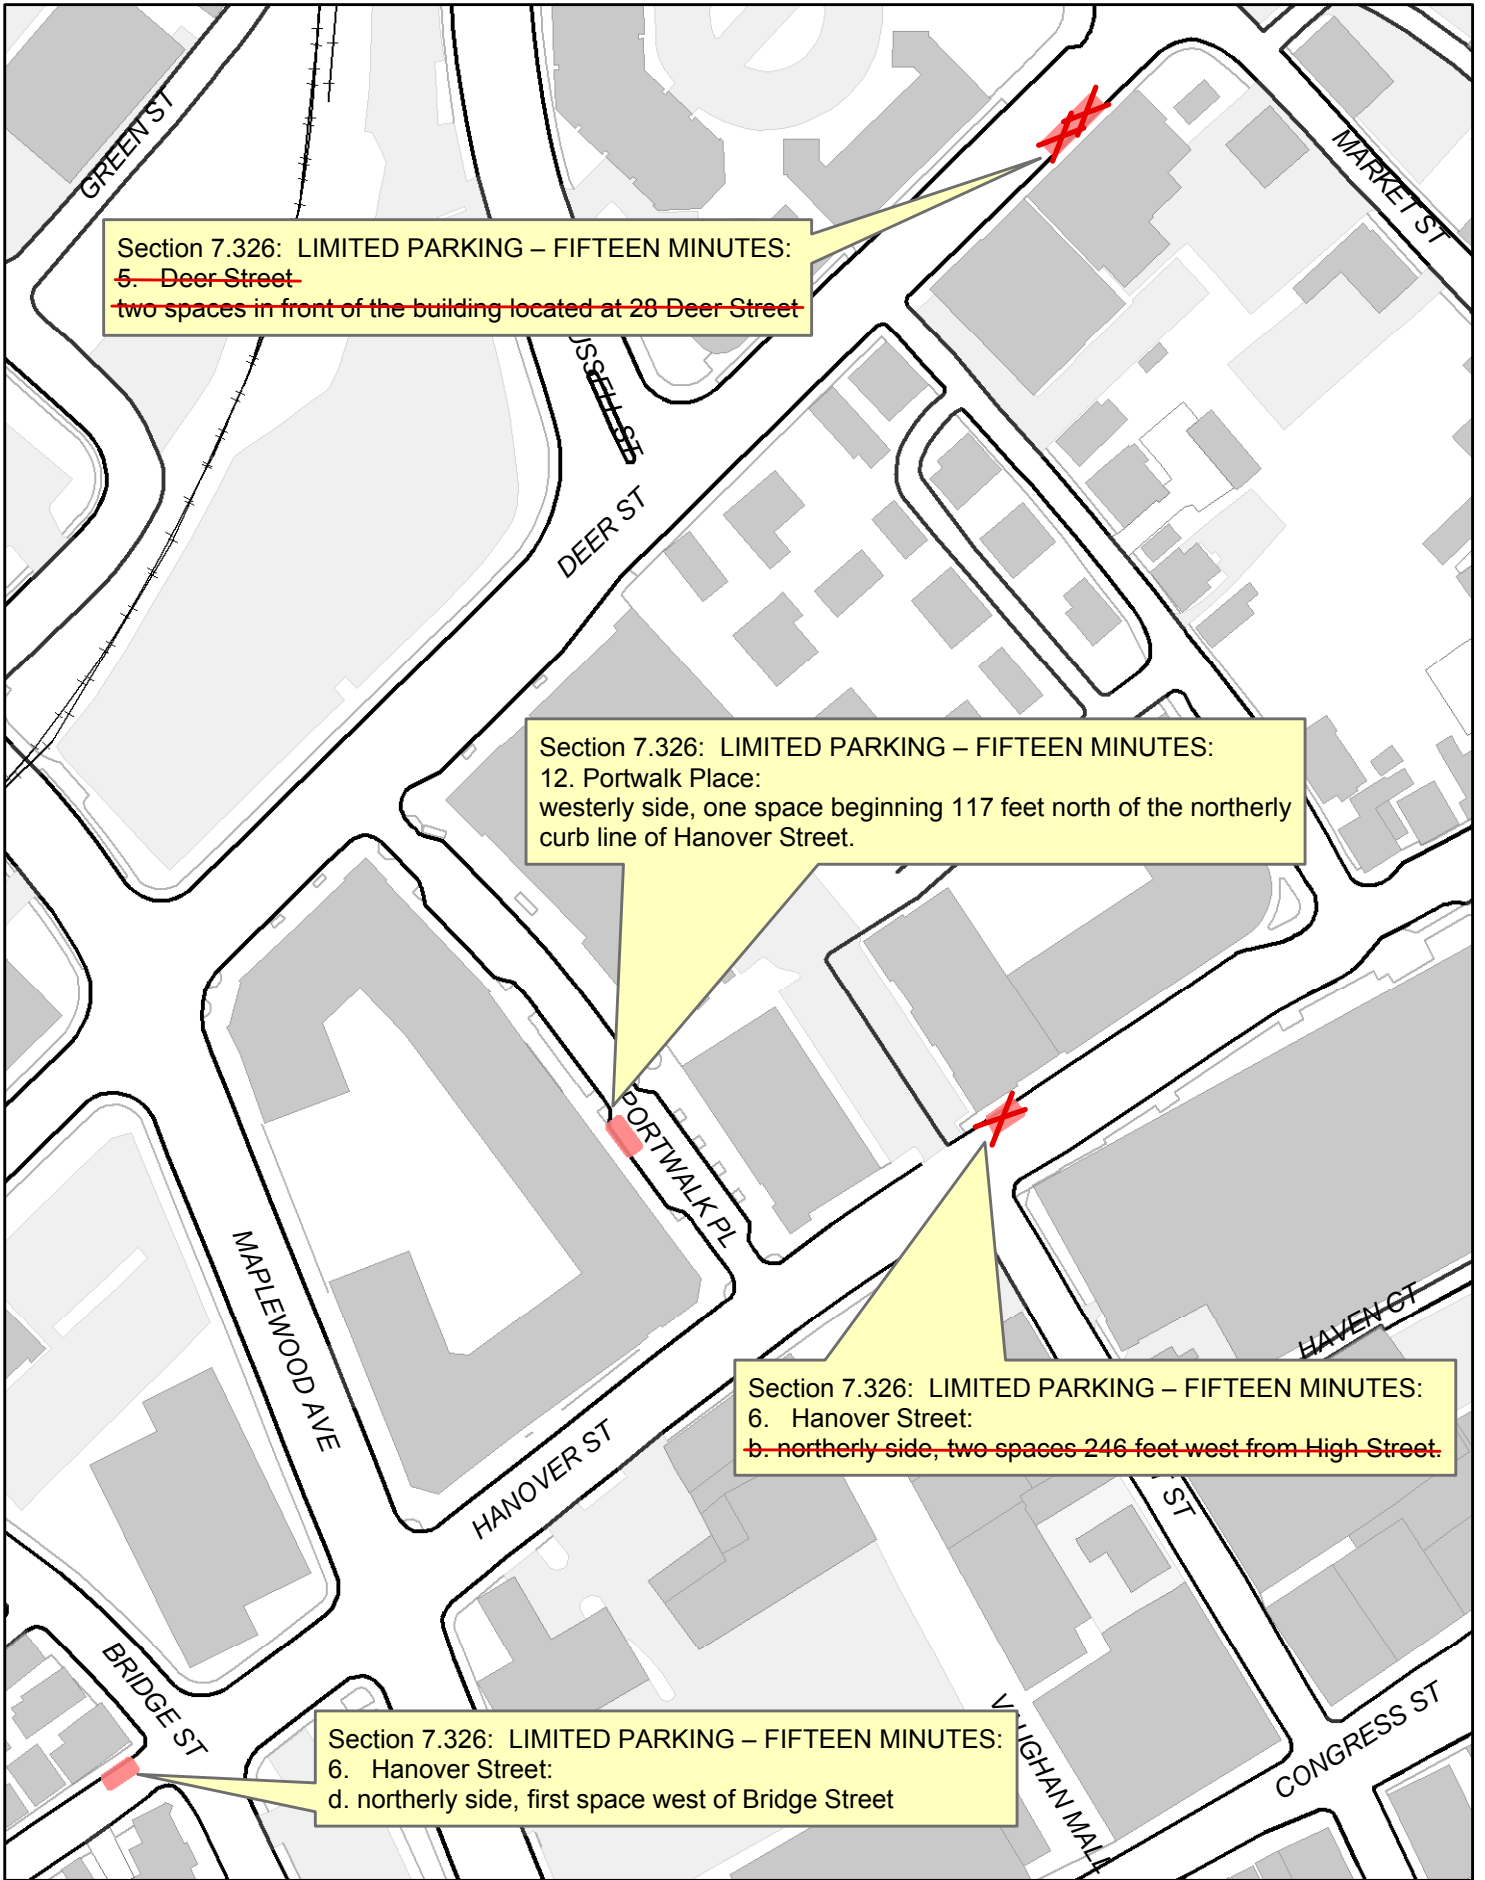 GREEN ST
MARKET ST
Section 7.326: LIMITED PARKING – FIFTEEN MINUTES:
5. Deer Street
two spaces in front of the building located at 28 Deer Street
USSELL ST
DEER ST
Section 7.326: LIMITED PARKING – FIFTEEN MINUTES:
12. Portwalk Place:
westerly side, one space beginning 117 feet north of the northerly
curb line of Hanover Street.
PORTWALK PL
MAPLEWOOD AVE
HAVEN CT
Section 7.326: LIMITED PARKING – FIFTEEN MINUTES:
6. Hanover Street:
b. northerly side, two spaces 246 feet west from High Street.
HANOVER ST
ST
BRIDGE ST
Section 7.326: LIMITED PARKING – FIFTEEN MINUTES:
6. Hanover Street:
d. northerly side, first space west of Bridge Street
VAUGHAN MALL
CONGRESS ST